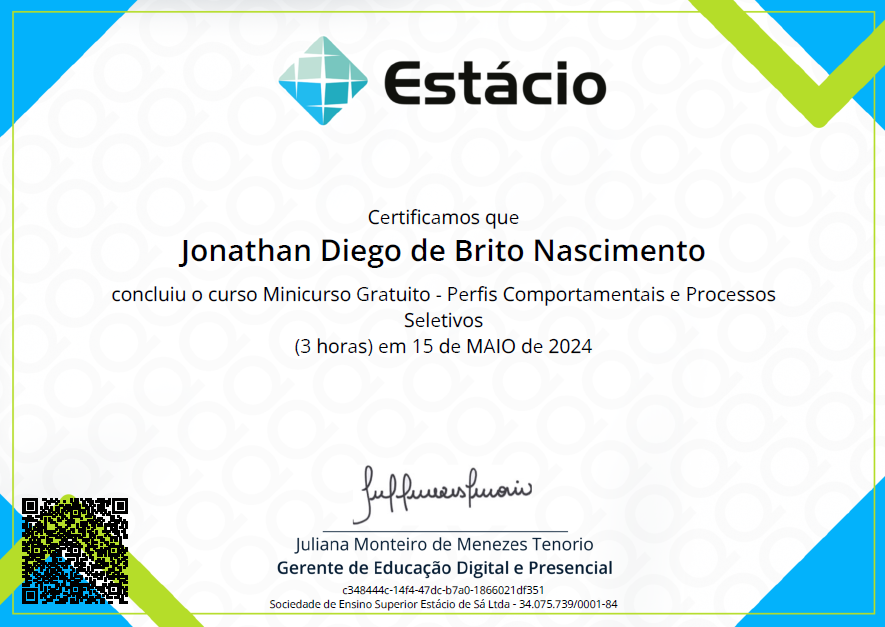 Estácio
Certificamos que
Jonathan Diego de Brito Nascimento
concluiu o curso Minicurso Gratuito - Perfis Comportamentais e Processos
Seletivos
(3 horas) em 15 de MAIO de 2024
Juliana Monteiro de Menezes Tenorio
Gerente de Educação Digital e Presencial
c348444c-14f4-47dc-b7a0-1866021df351
Sociedade de Ensino Superior Estácio de Sá Ltda - 34.075.739/0001-84